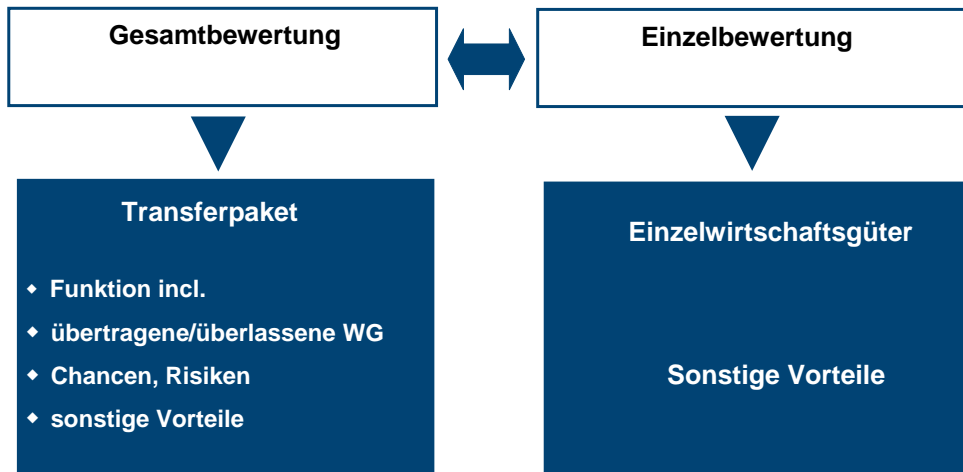 Gesamtbewertung
Einzelbewertung
Transferpaket
Funktion incl.
übertragene/überlassene WG
Chancen, Risiken
sonstige Vorteile
Einzelwirtschaftsgüter
Sonstige Vorteile